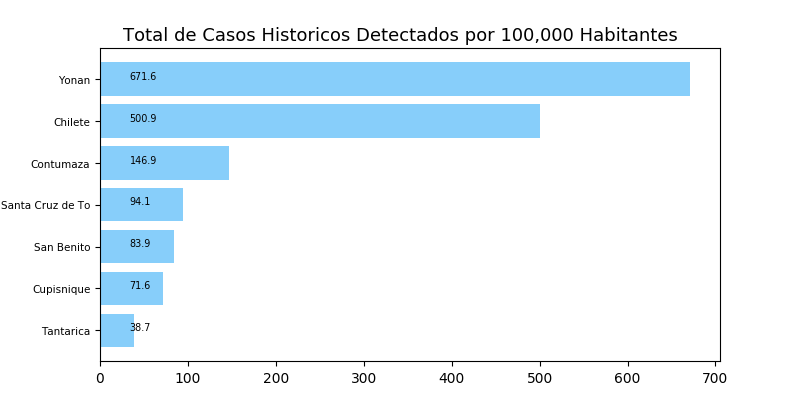 Total de Casos Historicos Detectados por 100,000 Habitantes
Yonan 671.6
Chilete 500.9
Contumaza 146.9
Santa Cruz de To 94.1
San Benito 83.9
Cupisnique 71.6
Tantarica 38.7
0 100 200 300 400 500 600 700